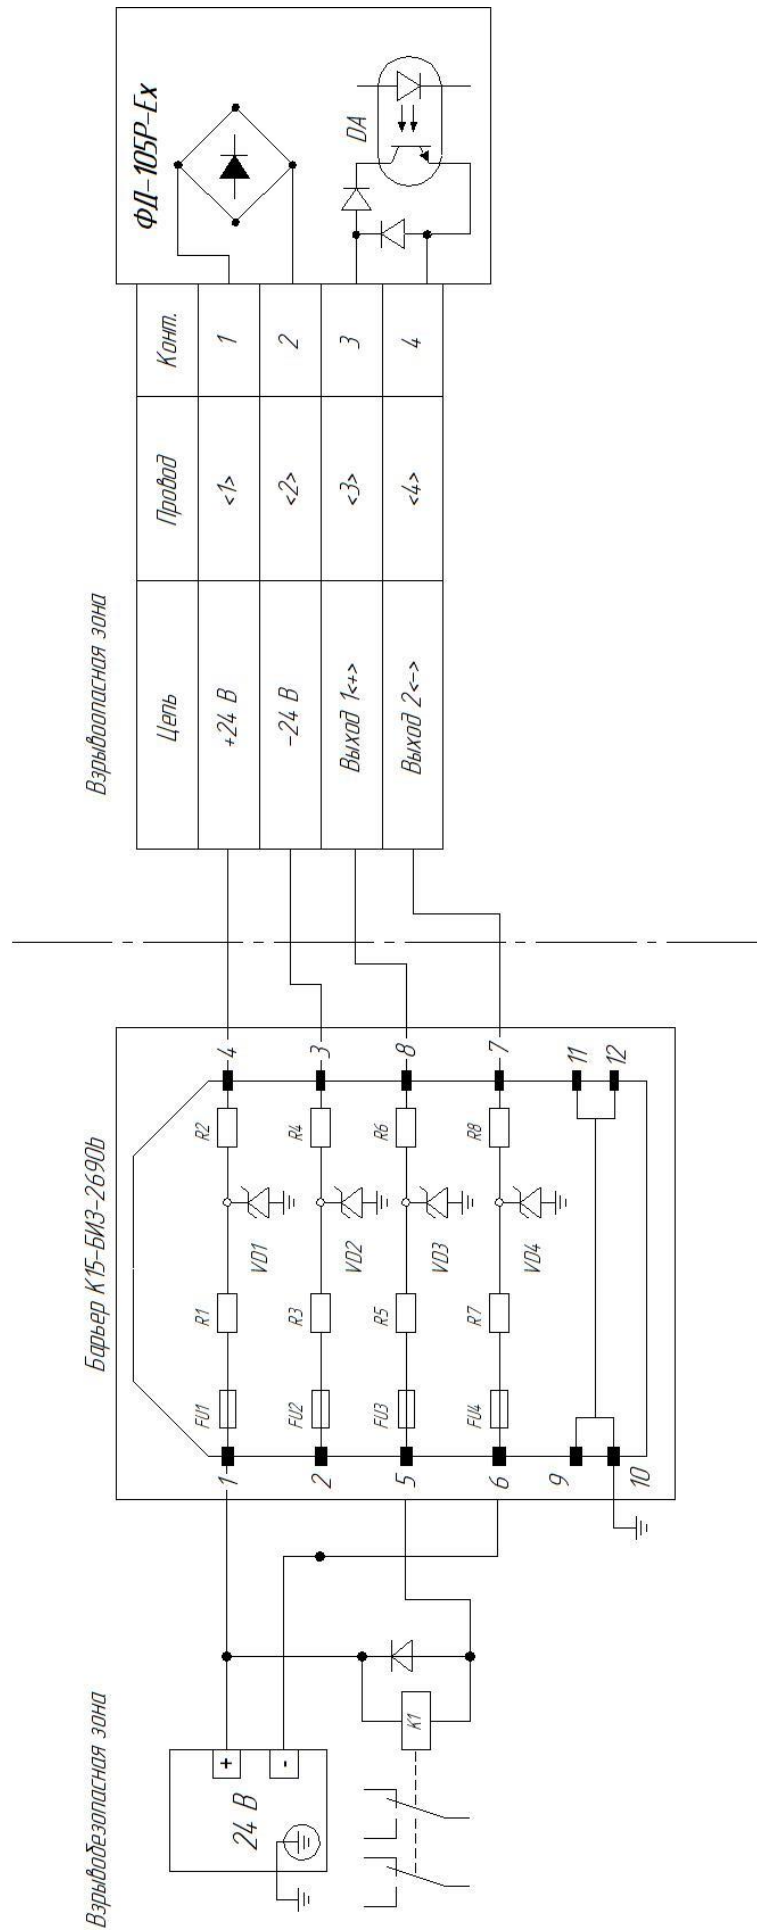 Взрывобезопасная зона
Взрывоопасная зона
24 В
+
-
K1
Барьер К15-БИЗ-2690b
1
FU1
R1
VD1
R2
4
2
FU2
R3
VD2
R4
3
5
FU3
R5
VD3
R6
8
6
FU4
R7
VD4
R8
7
9
10
11
12
Цепь Провод Конт.
+24 В <1> 1
-24 В <2> 2
Выход 1<+> <3> 3
Выход 2<-> <4> 4
ФД-105Р-Ех
DA